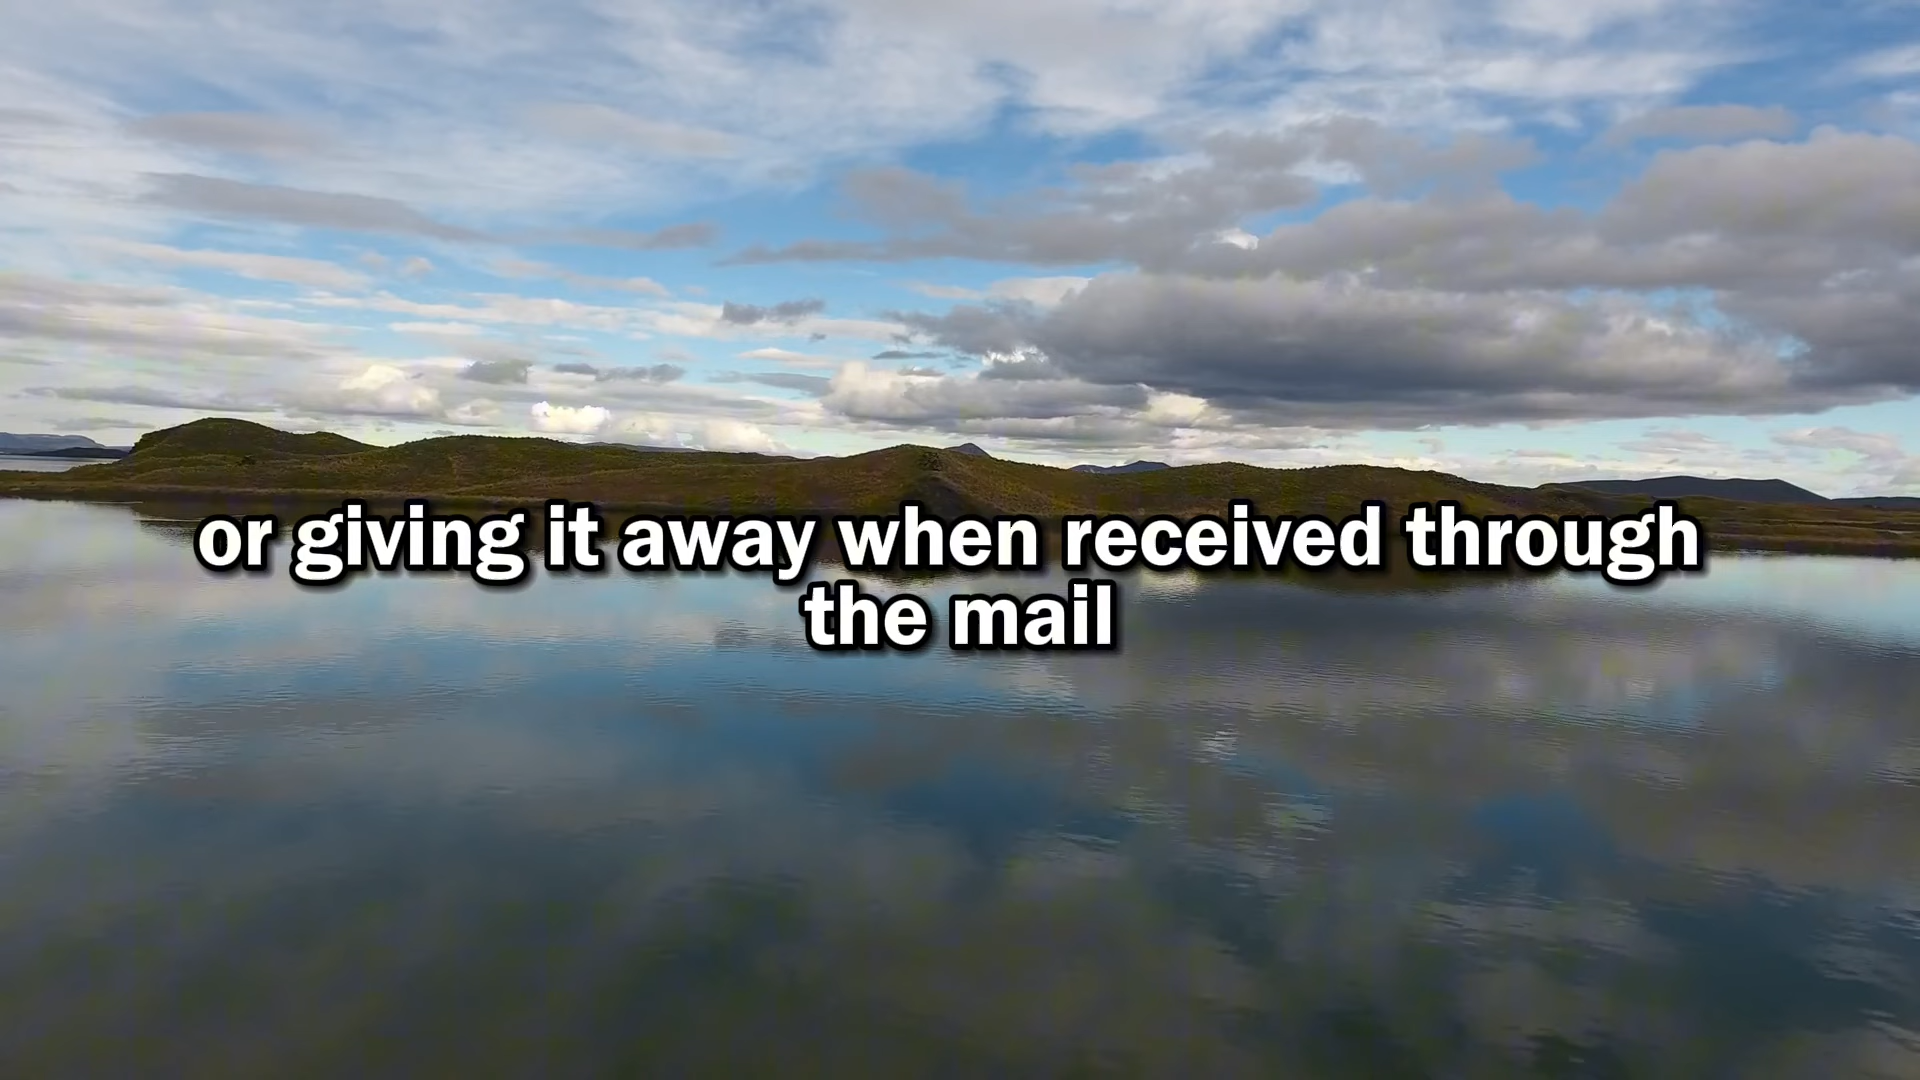 or giving it away when received through
the mail